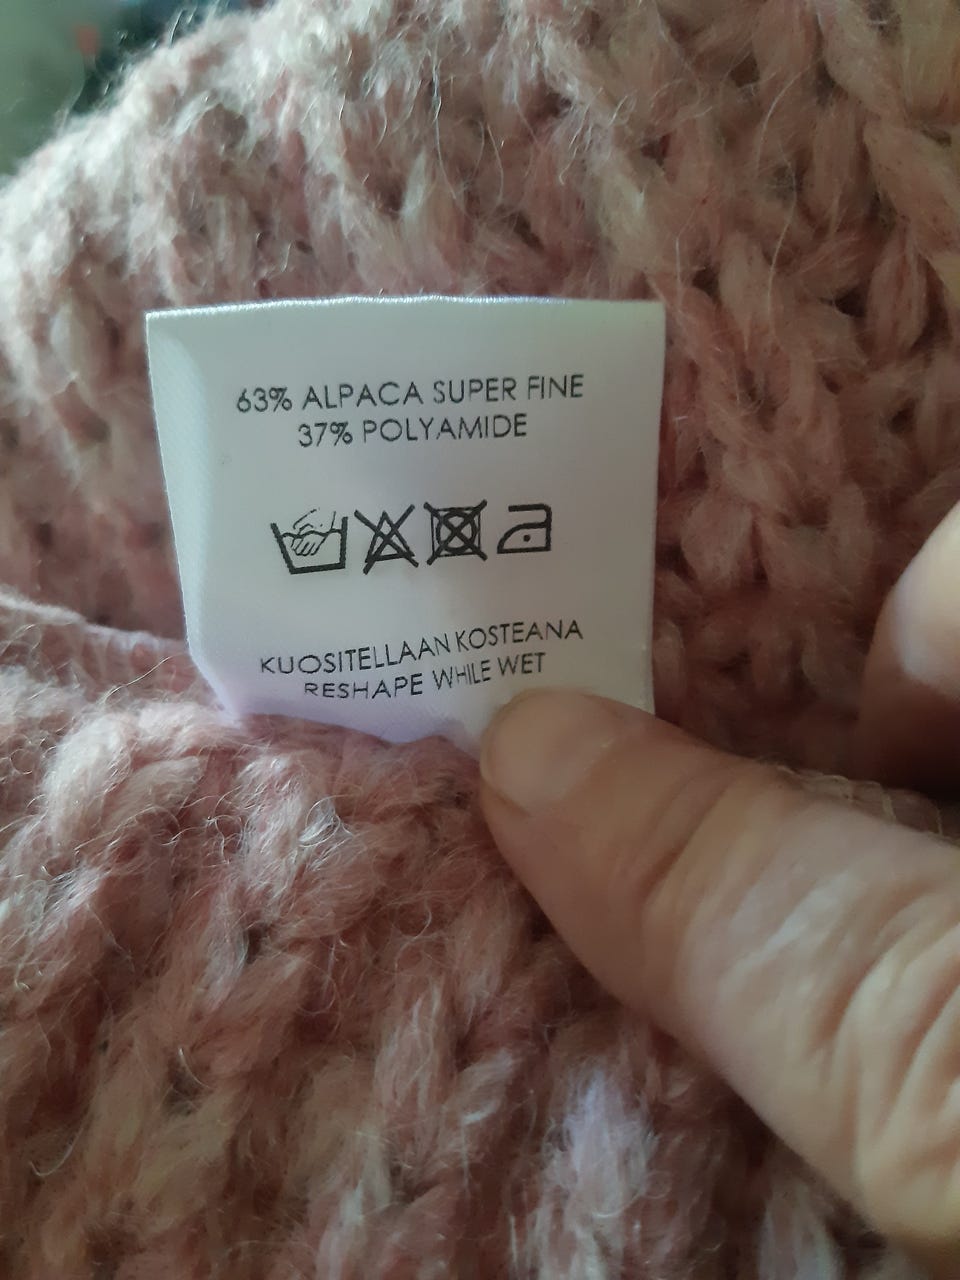 63% ALPACA SUPER FINE
37% POLYAMIDE
KUOSITELLAAN KOSTEANA
RESHAPE WHILE WET